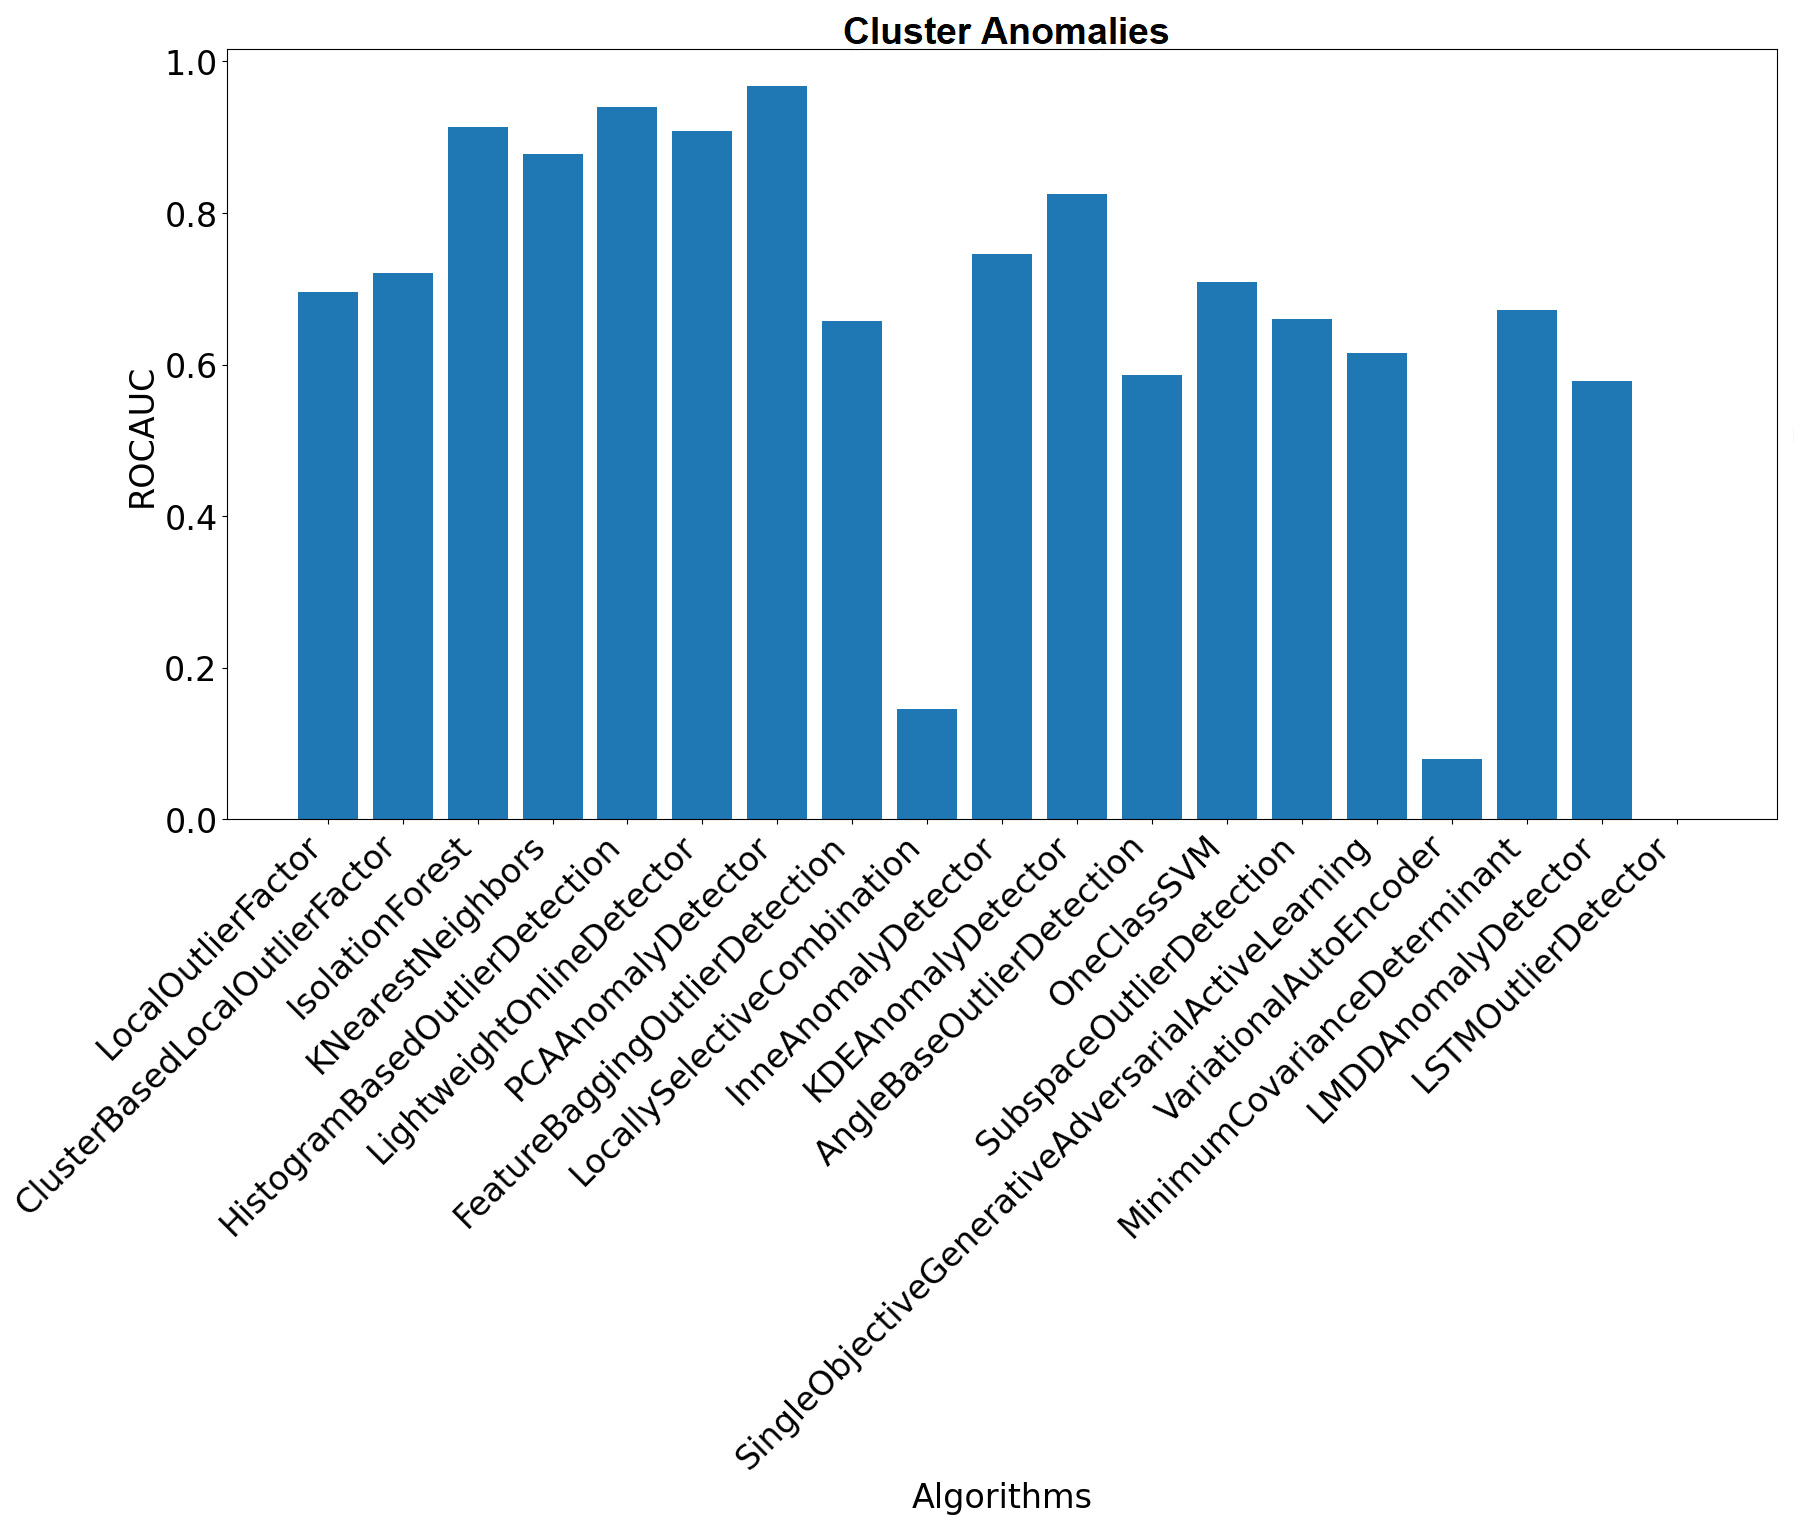 Cluster Anomalies
1.0
0.8
0.6
0.4
0.2
0.0
ROCAUC
LocalOutlierFactor
ClusterBasedLocalOutlierFactor
IsolationForest
KNearestNeighbors
HistogramBasedOutlierDetection
LightweightOnlineDetector
PCAAnomalyDetector
FeatureBaggingOutlierDetection
LocallySelectiveCombination
InneAnomalyDetector
KDEAnomalyDetector
AngleBaseOutlierDetection
OneClassSVM
SubspaceOutlierDetection
SingleObjectiveGenerativeAdversarialActiveLearning
VariationalAutoEncoder
MinimumCovarianceDeterminant
LMDDAnomalyDetector
LSTMOutlierDetector
Algorithms